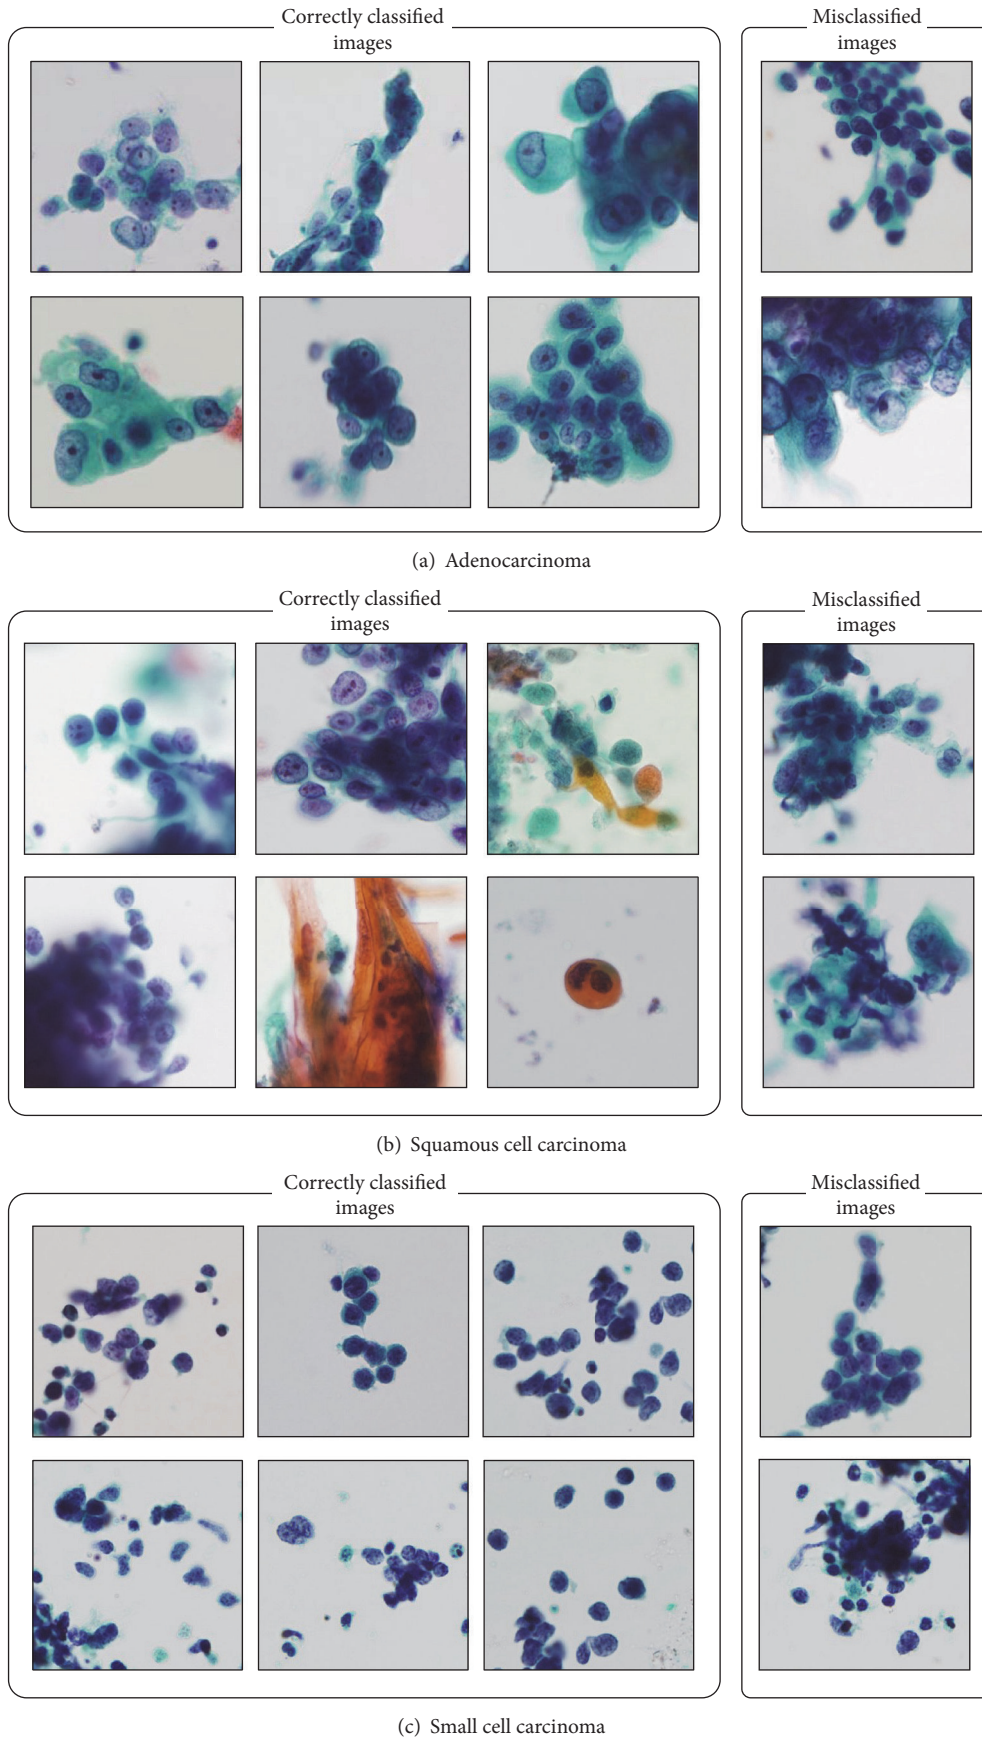 Correctly classified
images
Misclassified
images
(a) Adenocarcinoma
Correctly classified
images
Misclassified
images
(b) Squamous cell carcinoma
Correctly classified
images
Misclassified
images
(c) Small cell carcinoma